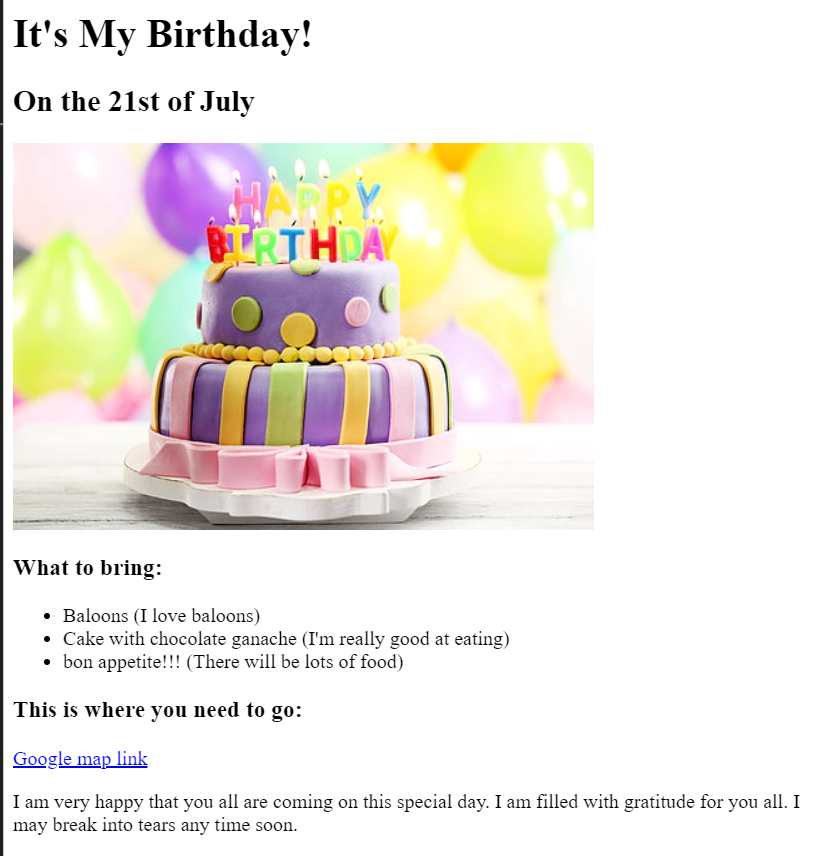 It's My Birthday!
On the 21st of July
HAPPY
BIRTHDAY
What to bring:
Baloons (I love baloons)
Cake with chocolate ganache (I'm really good at eating)
bon appetite!!! (There will be lots of food)
This is where you need to go:
Google map link
I am very happy that you all are coming on this special day. I am filled with gratitude for you all. I
may break into tears any time soon.